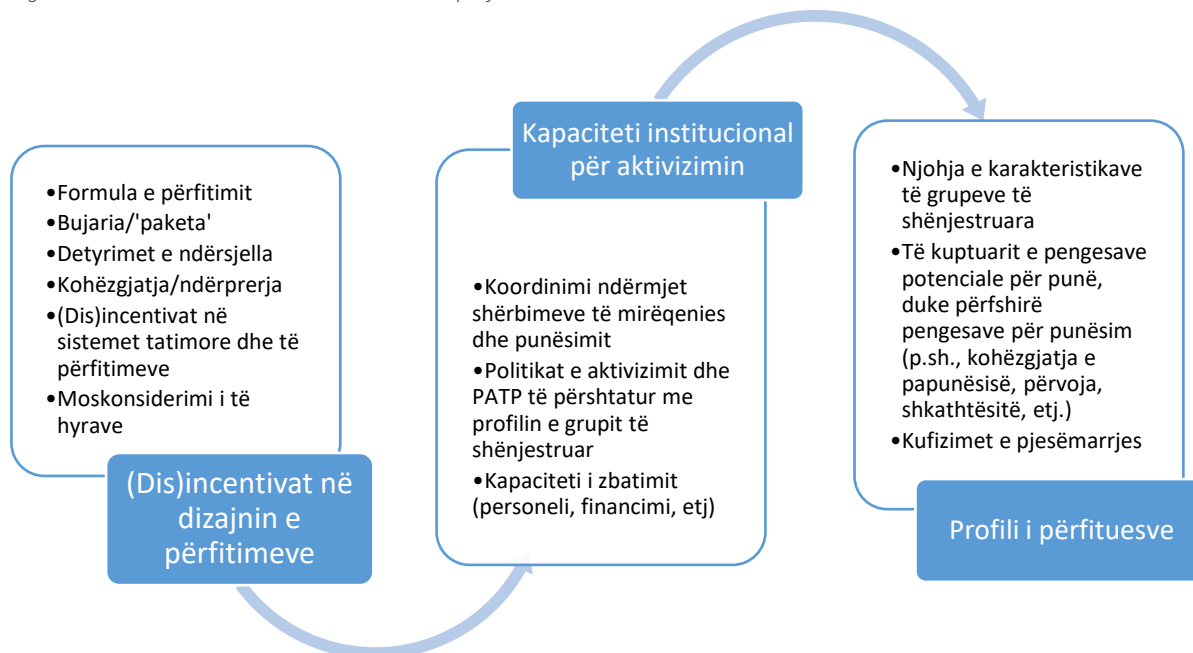 •Formula e përfitimit
•Bujaria/'paketa'
•Detyrimet e ndërsjella
•Kohëzgjatja/ndërprerja
•(Dis)incentivat në
sistemet tatimore dhe të
përfitimeve
•Moskonsiderimi i të
hyrave
(Dis)incentivat në
dizajnin e
përfitimeve
Kapaciteti institucional
për aktivizimin
•Koordinimi ndërmjet
shërbimeve të mirëqenies
dhe punësimit
•Politikat e aktivizimit dhe
PATP të përshtatur me
profilin e grupit të
shënjestruar
•Kapaciteti i zbatimit
(personeli, financimi, etj)
•Njohja e karakteristikave
të grupeve të
shënjestruara
•Të kuptuarit e pengesave
potenciale për punë,
duke përfshirë
pengesave për punësim
(p.sh., kohëzgjatja e
papunësisë, përvoja,
shkathtësitë, etj.)
•Kufizimet e pjesëmarrjes
Profili i përfituesve